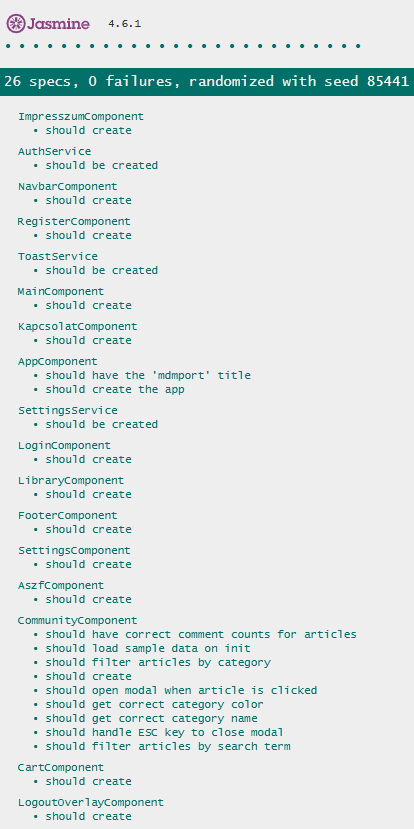 Jasmine 4.6.1
••••••••••••••••••••••••••
26 specs, 0 failures, randomized with seed 85441
ImpresszumComponent
• should create
AuthService
• should be created
NavbarComponent
• should create
RegisterComponent
• should create
ToastService
• should be created
MainComponent
• should create
KapcsolatComponent
• should create
AppComponent
• should have the 'mdmport' title
• should create the app
SettingsService
• should be created
LoginComponent
• should create
LibraryComponent
• should create
FooterComponent
• should create
SettingsComponent
• should create
AszfComponent
• should create
CommunityComponent
• should have correct comment counts for articles
• should load sample data on init
• should filter articles by category
• should create
• should open modal when article is clicked
• should get correct category color
• should get correct category name
• should handle ESC key to close modal
• should filter articles by search term
CartComponent
• should create
LogoutOverlayComponent
• should create